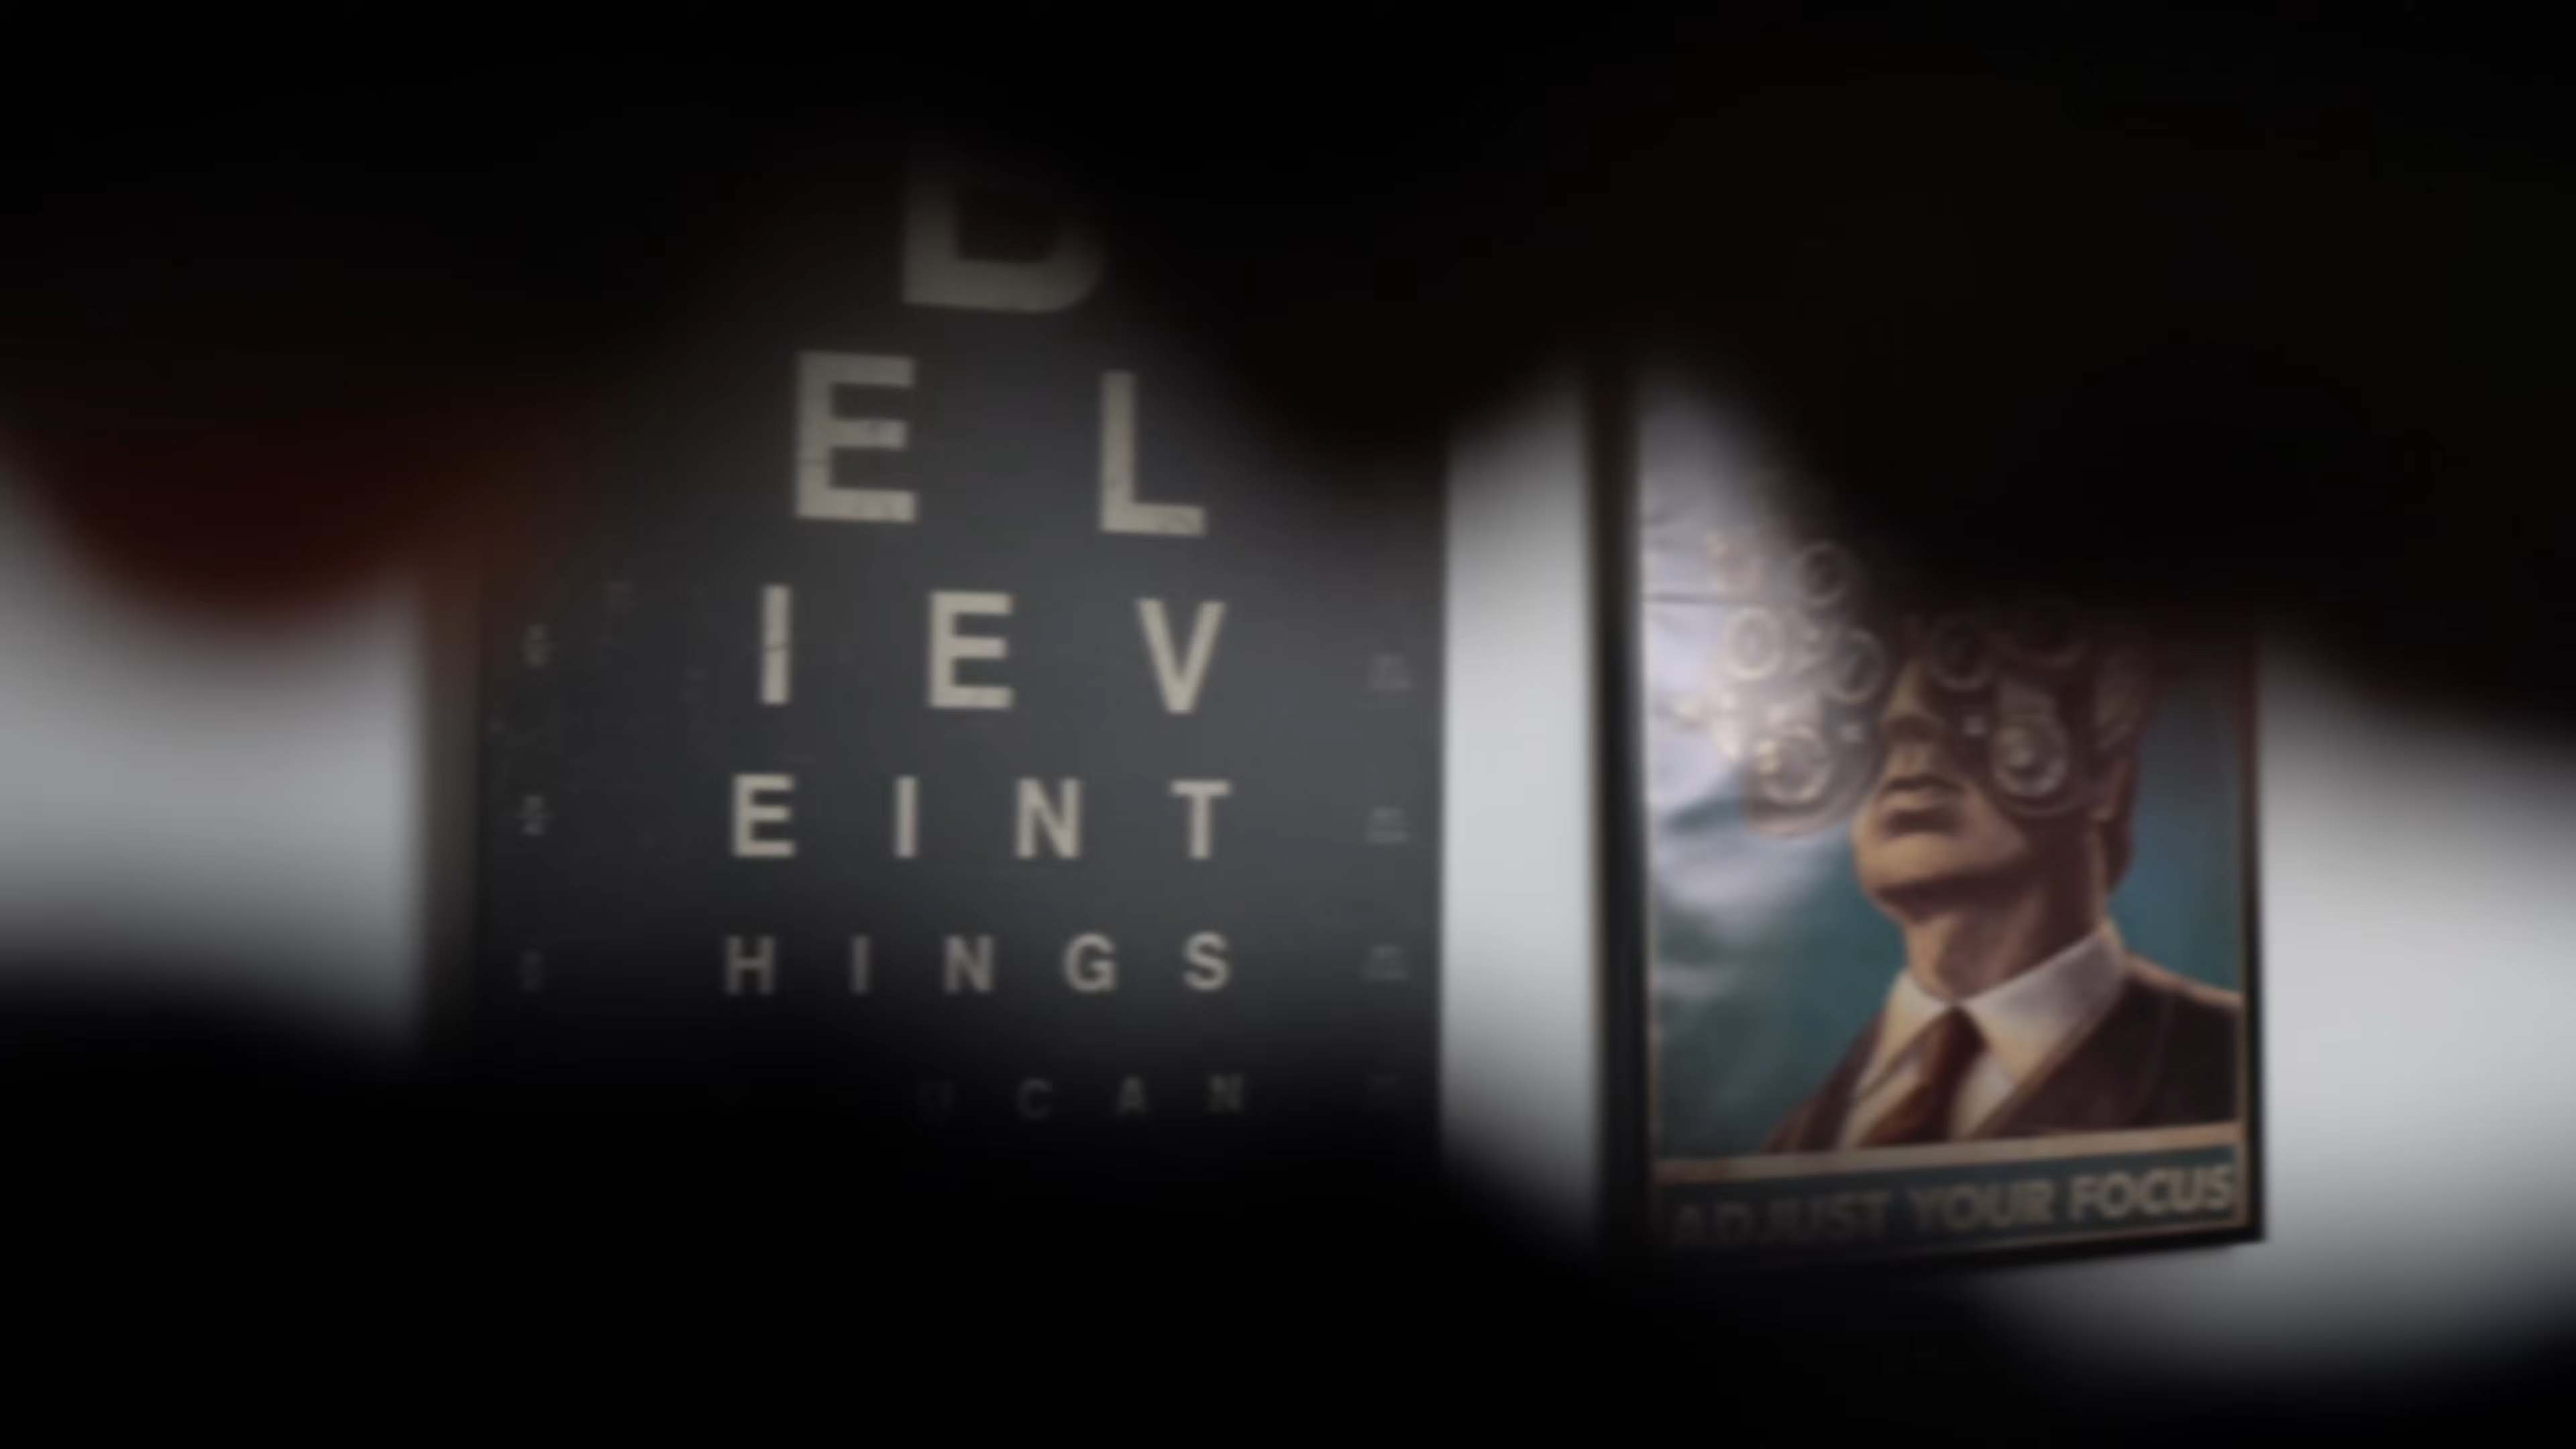 B
E L
I E V
E I N T
H I N G S
C A N
ADJUST YOUR FOCUS